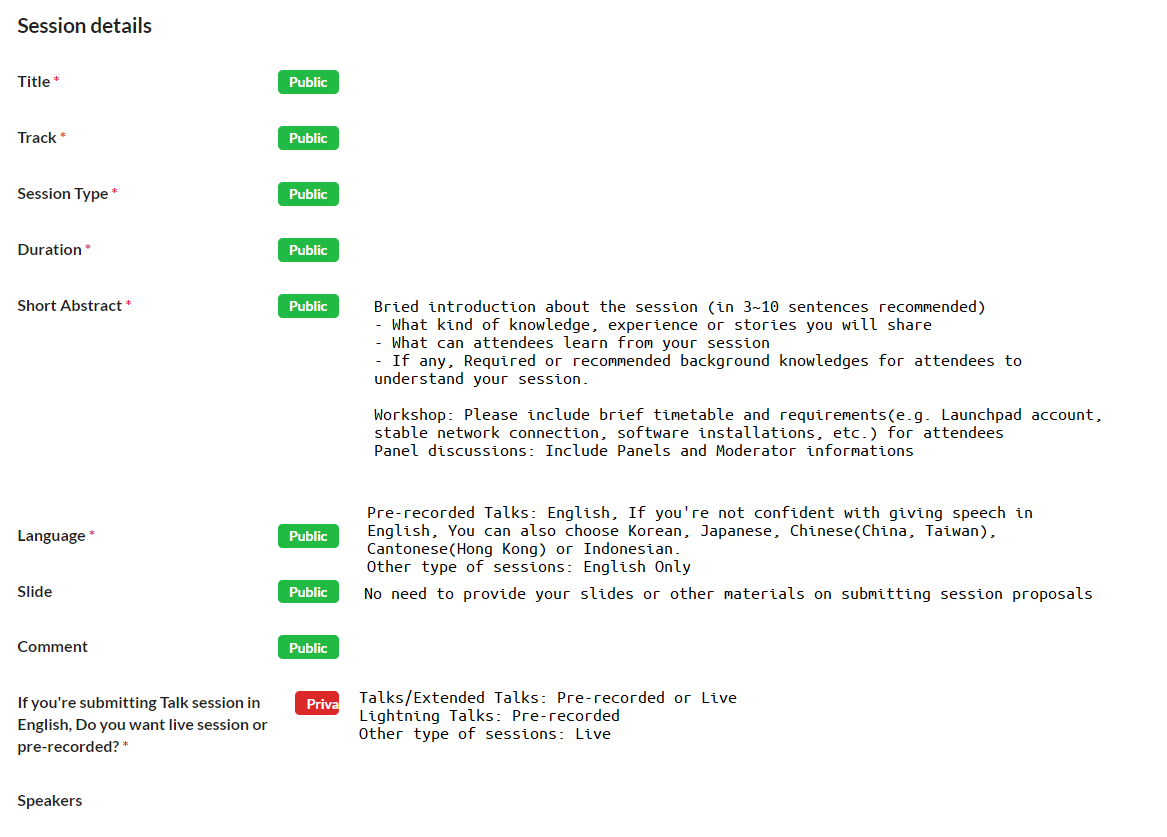 Session details
Title *
Public
Track *
Public
Session Type *
Public
Duration *
Public
Short Abstract *
Public
Bried introduction about the session (in 3~10 sentences recommended)
- What kind of knowledge, experience or stories you will share
- What can attendees learn from your session
- If any, Required or recommended background knowledges for attendees to
understand your session.
Workshop: Please include brief timetable and requirements(e.g. Launchpad account,
stable network connection, software installations, etc.) for attendees
Panel discussions: Include Panels and Moderator informations
Language *
Public
Pre-recorded Talks: English, If you're not confident with giving speech in
English, You can also choose Korean, Japanese, Chinese(China, Taiwan),
Cantonese(Hong Kong) or Indonesian.
Other type of sessions: English Only
Slide
Public
No need to provide your slides or other materials on submitting session proposals
Comment
Public
If you're submitting Talk session in
English, Do you want live session or
pre-recorded? *
Priva
Talks/Extended Talks: Pre-recorded or Live
Lightning Talks: Pre-recorded
Other type of sessions: Live
Speakers